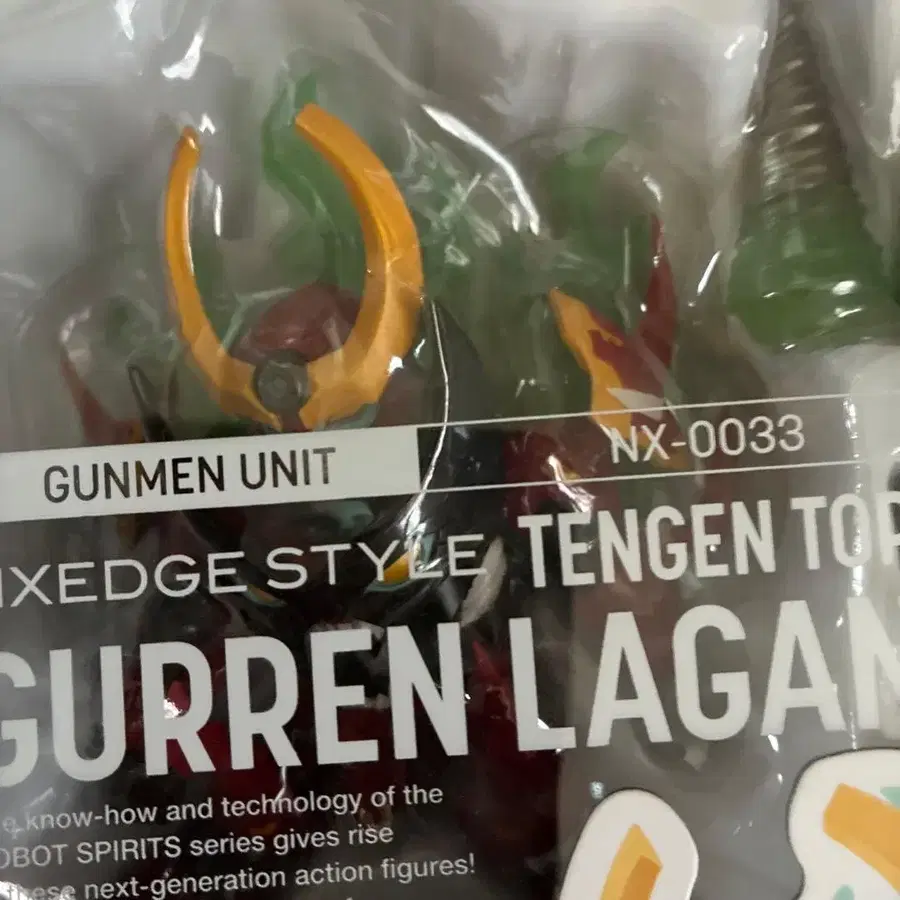 GUNMEN UNIT
NX-0033
IXEDGE STYLE TENGEN TOP
GURREN LAGAN
e know-how and technology of the
OBOT SPIRITS series gives rise
these next-generation action figures!